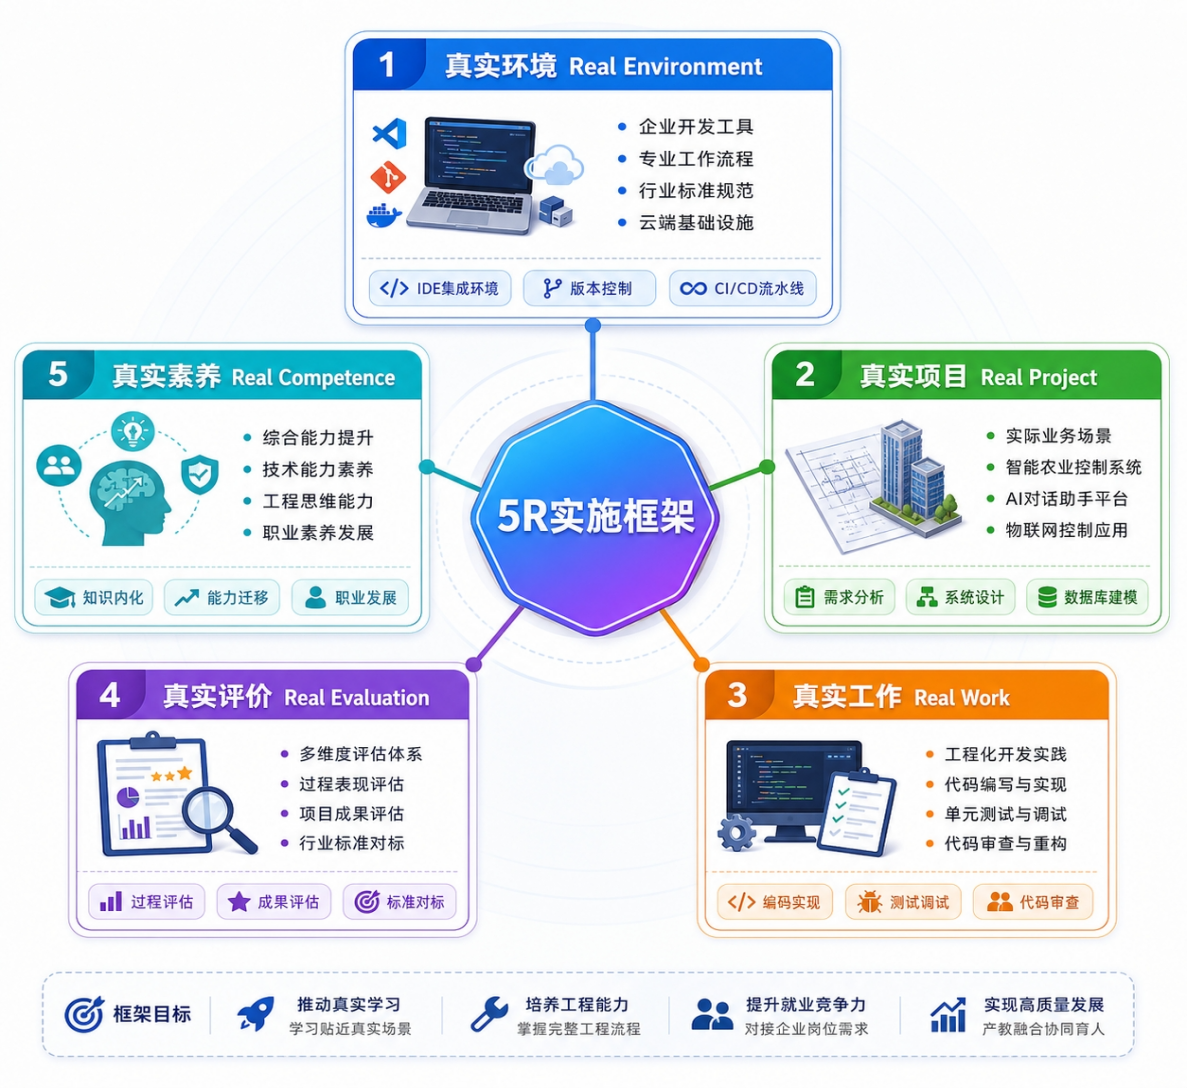 1 真实环境 Real Environment
企业开发工具
专业工作流程
行业标准规范
云端基础设施
</> IDE集成环境
版本控制
CI/CD流水线
5 真实素养 Real Competence
综合能力提升
技术能力素养
工程思维能力
职业素养发展
知识内化
能力迁移
职业发展
2 真实项目 Real Project
实际业务场景
智能农业控制系统
AI对话助手平台
物联网控制应用
需求分析
系统设计
数据库建模
5R实施框架
4 真实评价 Real Evaluation
多维度评估体系
过程表现评估
项目成果评估
行业标准对标
过程评估
成果评估
标准对标
3 真实工作 Real Work
工程化开发实践
代码编写与实现
单元测试与调试
代码审查与重构
</> 编码实现
测试调试
代码审查
框架目标
推动真实学习
学习贴近真实场景
培养工程能力
掌握完整工程流程
提升就业竞争力
对接企业岗位需求
实现高质量发展
产教融合协同育人